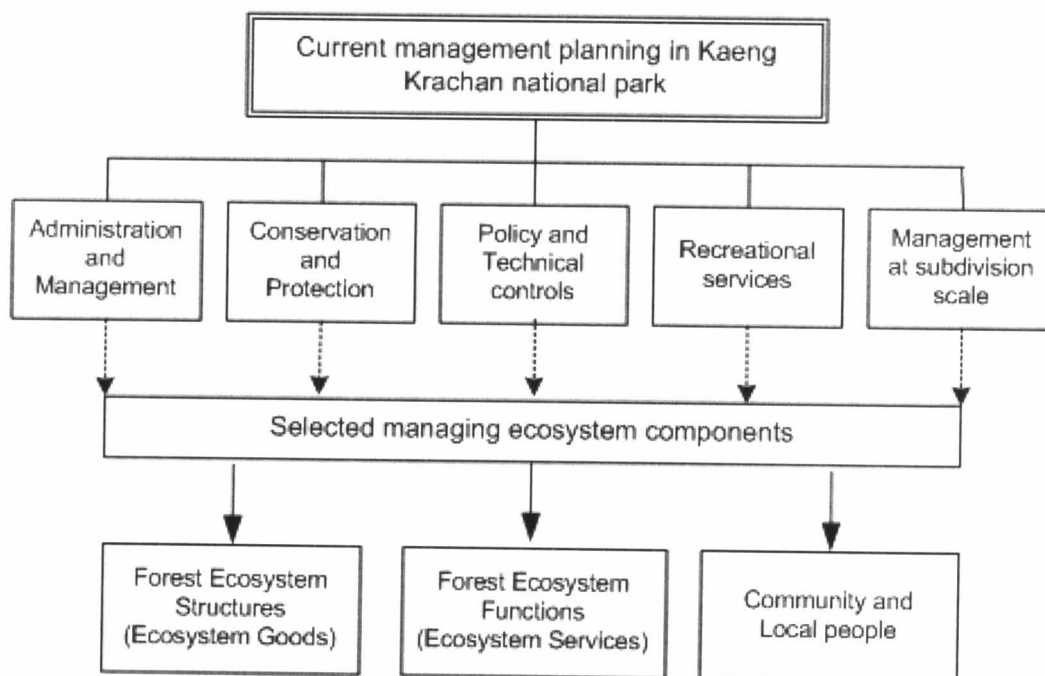 Current management planning in Kaeng
Krachan national park
Administration
and
Management
Conservation
and
Protection
Policy and
Technical
controls
Recreational
services
Management
at subdivision
scale
Selected managing ecosystem components
Forest Ecosystem
Structures
(Ecosystem Goods)
Forest Ecosystem
Functions
(Ecosystem Services)
Community and
Local people